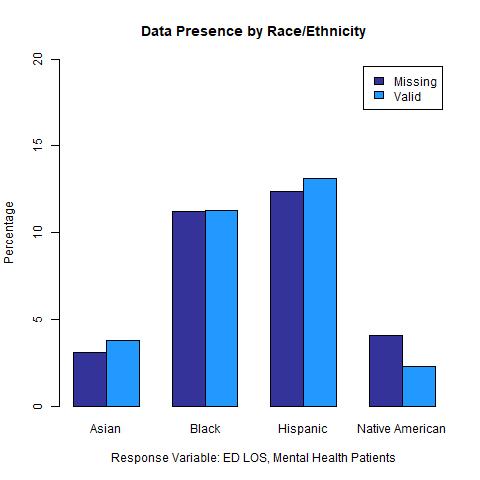 Data Presence by Race/Ethnicity
Missing
Valid
Percentage
20
15
10
5
0
Asian Black Hispanic Native American
Response Variable: ED LOS, Mental Health Patients